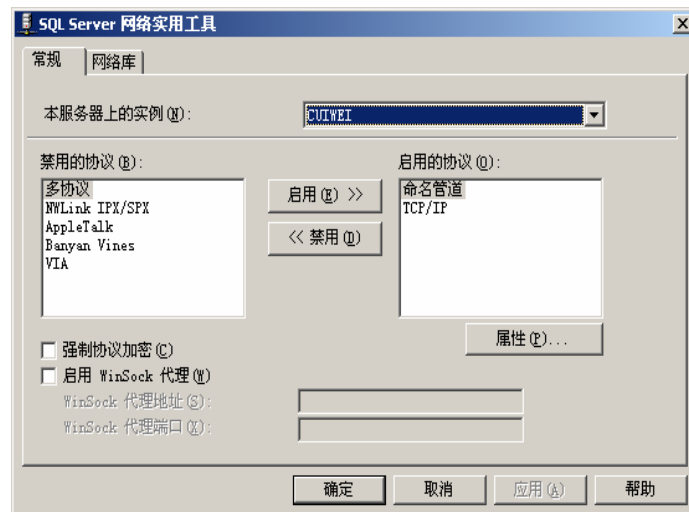 SQL Server 网络实用工具
常规 网络库
本服务器上的实例(N): CUIWEI
禁用的协议(B): 启用的协议(O):
多协议
NWLink IPX/SPX
AppleTalk
Banyan Vines
VIA
启用(E) >>
<< 禁用(D)
命名管道
TCP/IP
属性(P)...
强制协议加密(C)
启用 WinSock 代理(W)
WinSock 代理地址(S):
WinSock 代理端口(X):
确定 取消 应用(A) 帮助